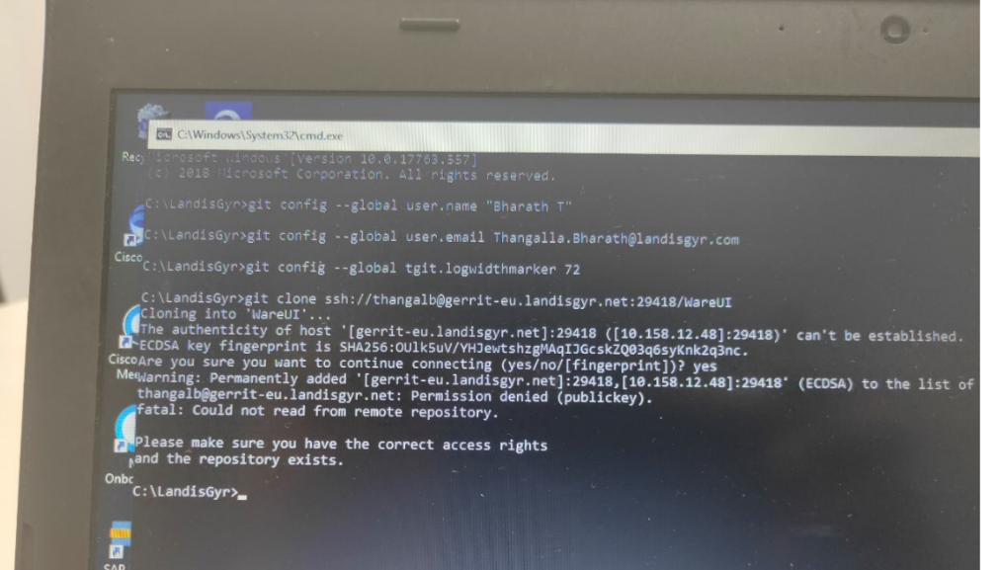 C:\Windows\System32\cmd.exe
Microsoft Windows [Version 10.0.17763.557]
(c) 2018 Microsoft Corporation. All rights reserved.
C:\LandisGyr>git config --global user.name "Bharath T"
C:\LandisGyr>git config --global user.email Thangalla.Bharath@landisgyr.com
C:\LandisGyr>git config --global tgit.logwidthmarker 72
C:\LandisGyr>git clone ssh://thangalb@gerrit-eu.landisgyr.net:29418/WareUI
Cloning into 'WareUI'...
The authenticity of host '[gerrit-eu.landisgyr.net]:29418 ([10.158.12.48]:29418)' can't be established.
ECDSA key fingerprint is SHA256:OUlk5uV/YHJewtshzgMAqIJGcskZQ03q6syKnk2q3nc.
Are you sure you want to continue connecting (yes/no/[fingerprint])? yes
Warning: Permanently added '[gerrit-eu.landisgyr.net]:29418,[10.158.12.48]:29418' (ECDSA) to the list of
thangalb@gerrit-eu.landisgyr.net: Permission denied (publickey).
fatal: Could not read from remote repository.
Please make sure you have the correct access rights
and the repository exists.
C:\LandisGyr>
Recy
Cisco
Cisco
Mee
Onbo
SAP